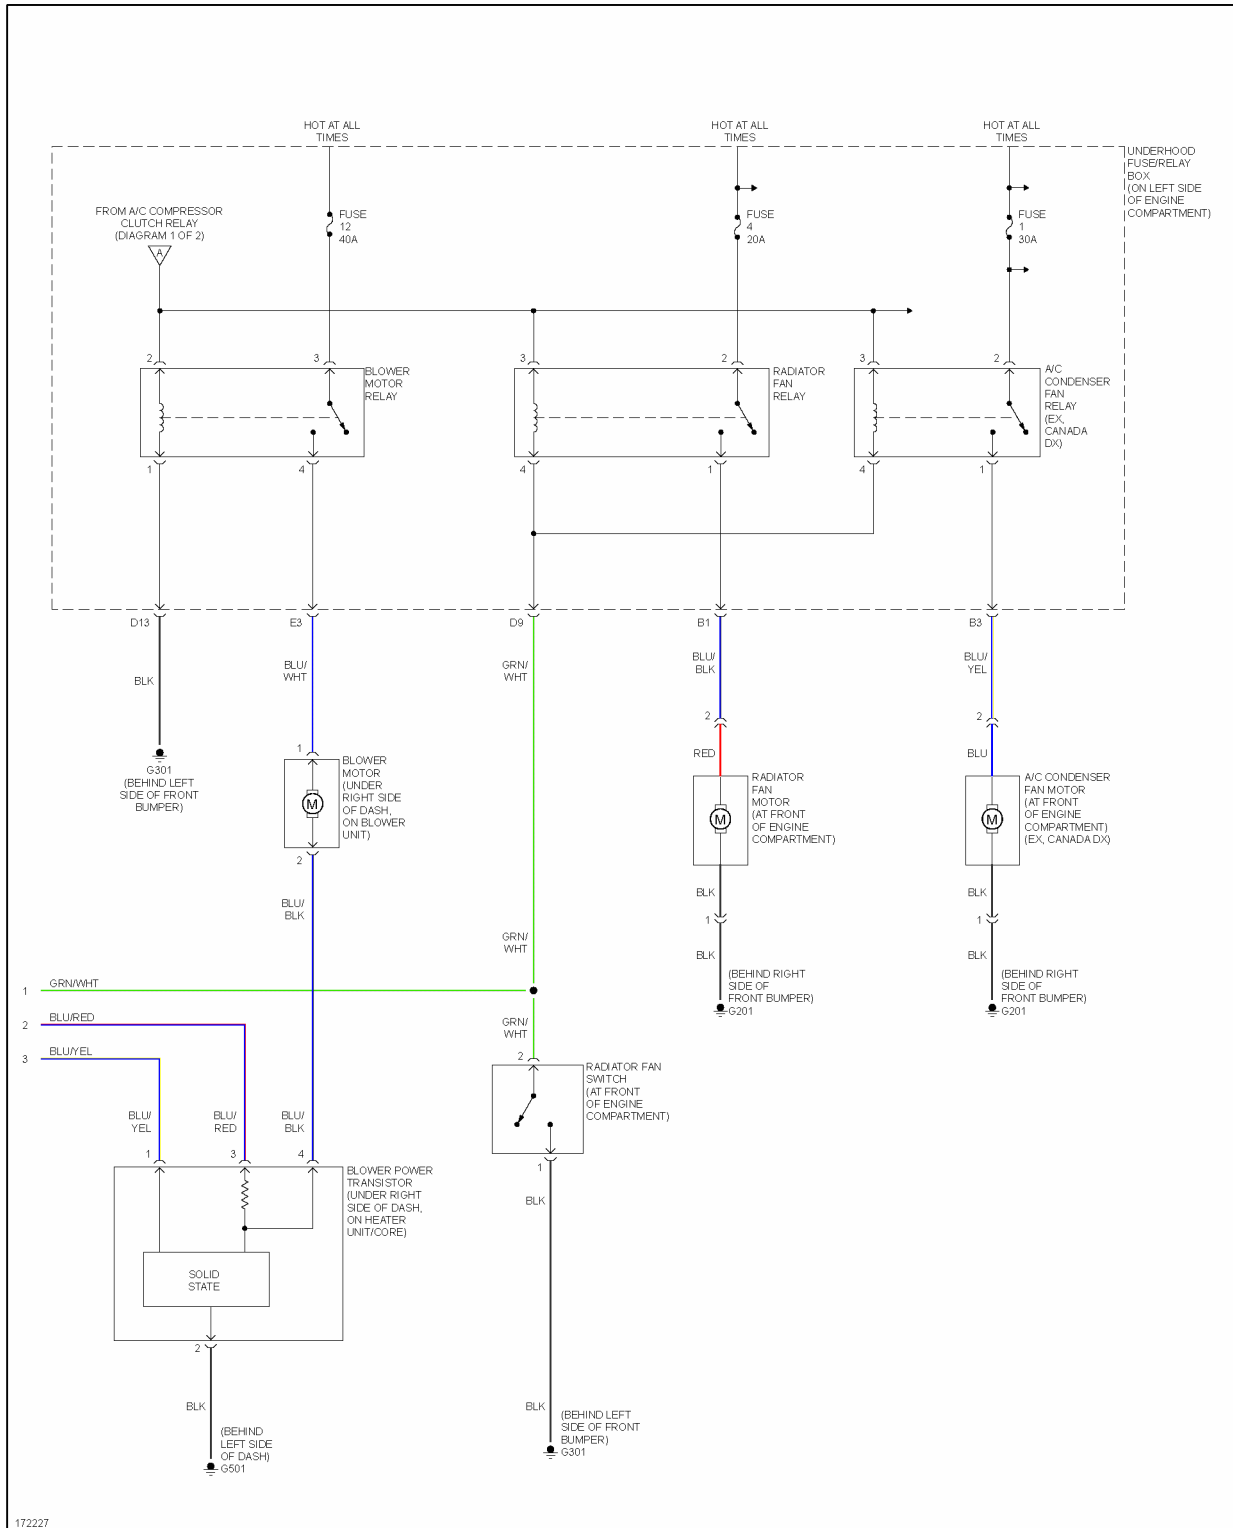 HOT AT ALL
TIMES
HOT AT ALL
TIMES
HOT AT ALL
TIMES
UNDERHOOD
FUSE/RELAY
BOX
(ON LEFT SIDE
OF ENGINE
COMPARTMENT)
FROM A/C COMPRESSOR
CLUTCH RELAY
(DIAGRAM 1 OF 2)
A
FUSE
12
40A
FUSE
4
20A
FUSE
1
30A
2
3
3
2
3
2
BLOWER
MOTOR
RELAY
RADIATOR
FAN
RELAY
A/C
CONDENSER
FAN
RELAY
(EX,
CANADA
DX)
1
4
4
1
4
1
D13
E3
D9
B1
B3
BLK
BLU/
WHT
GRN/
WHT
BLU/
BLK
BLU/
YEL
G301
(BEHIND LEFT
SIDE OF FRONT
BUMPER)
1
BLOWER
MOTOR
(UNDER
RIGHT SIDE
OF DASH,
ON BLOWER
UNIT)
M
2
2
RED
RADIATOR
FAN
MOTOR
(AT FRONT
OF ENGINE
COMPARTMENT)
M
2
BLU
A/C CONDENSER
FAN MOTOR
(AT FRONT
OF ENGINE
COMPARTMENT)
(EX, CANADA DX)
M
BLU/
BLK
GRN/
WHT
BLK
1
BLK
(BEHIND RIGHT
SIDE OF
FRONT BUMPER)
G201
BLK
1
BLK
(BEHIND RIGHT
SIDE OF
FRONT BUMPER)
G201
1 GRN/WHT
2 BLU/RED
3 BLU/YEL
GRN/
WHT
2
RADIATOR FAN
SWITCH
(AT FRONT
OF ENGINE
COMPARTMENT)
1
BLU/
YEL
BLU/
RED
BLU/
BLK
1
3
4
BLOWER POWER
TRANSISTOR
(UNDER RIGHT
SIDE OF DASH,
ON HEATER
UNIT/CORE)
SOLID
STATE
2
BLK
BLK
(BEHIND
LEFT SIDE
OF DASH)
G501
BLK
(BEHIND LEFT
SIDE OF FRONT
BUMPER)
G301
172227